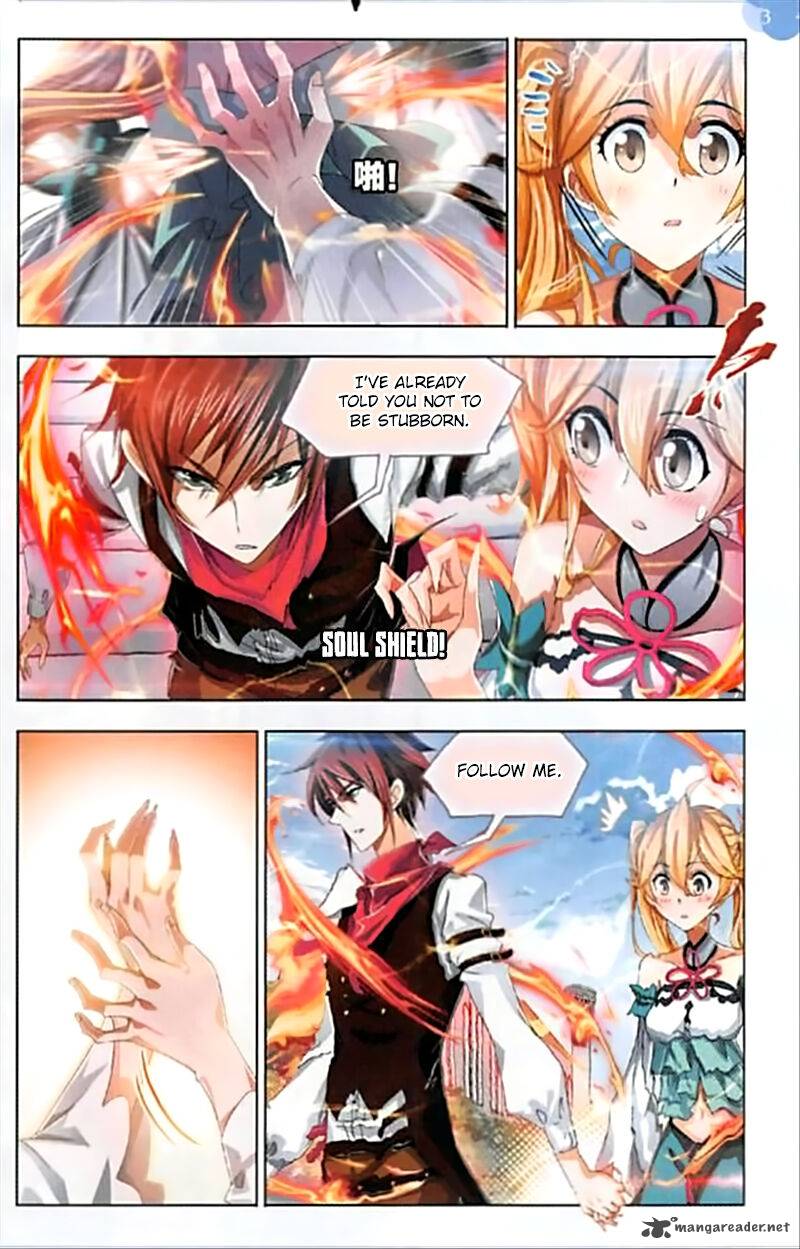 3
啪!
I'VE ALREADY
TOLD YOU NOT TO
BE STUBBORN.
SOUL SHIELD!
FOLLOW ME.
mangareader.net